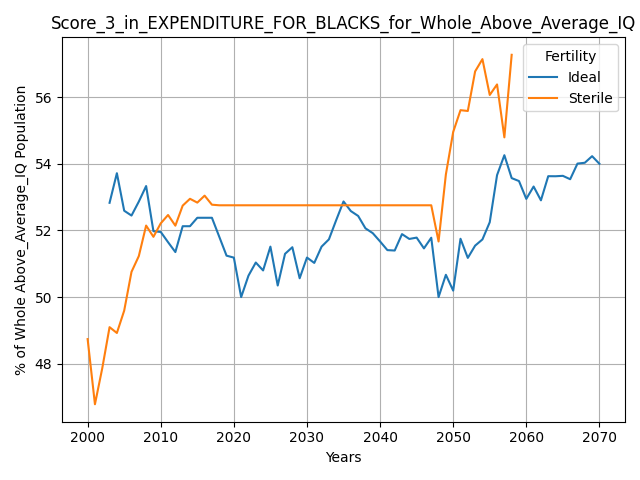 Score_3_in_EXPENDITURE_FOR_BLACKS_for_Whole_Above_Average_IQ
% of Whole Above_Average_IQ Population
56
54
52
50
48
Fertility
Ideal
Sterile
2000 2010 2020 2030 2040 2050 2060 2070
Years